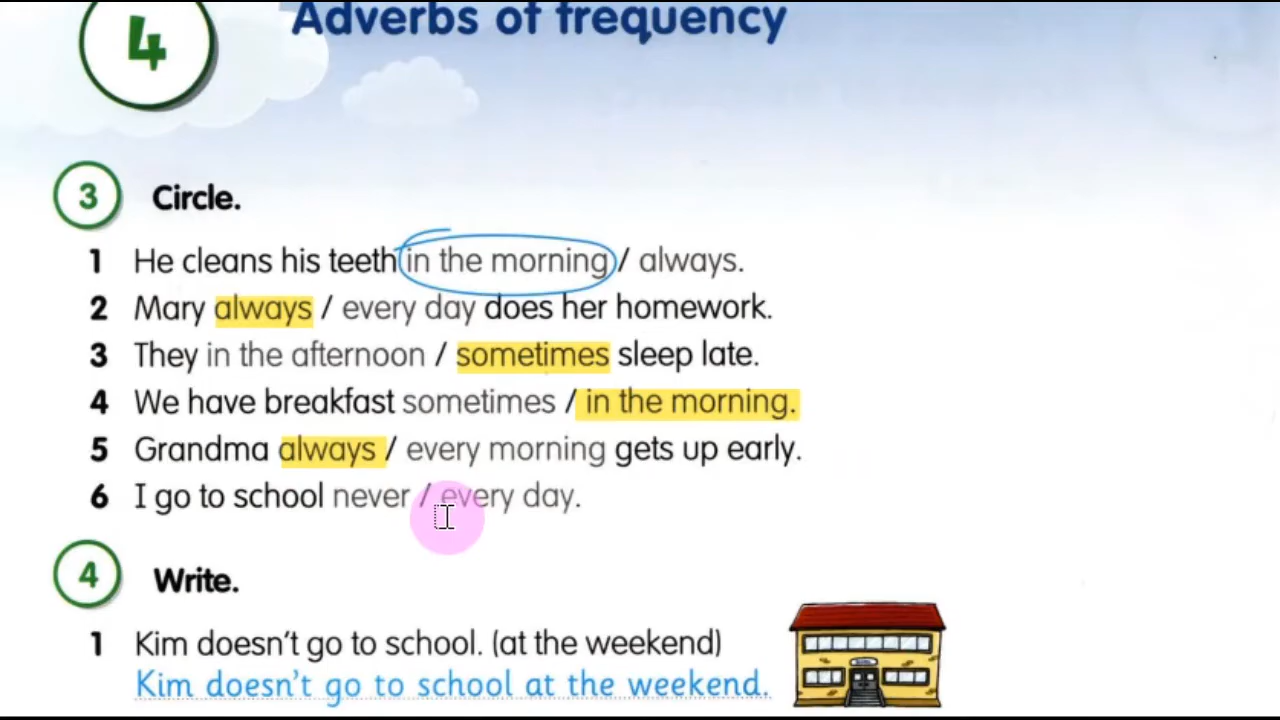 4
Adverbs of frequency
3 Circle.
1 He cleans his teeth in the morning / always.
2 Mary always / every day does her homework.
3 They in the afternoon / sometimes sleep late.
4 We have breakfast sometimes / in the morning.
5 Grandma always / every morning gets up early.
6 I go to school never / every day.
4 Write.
1 Kim doesn't go to school. (at the weekend)
Kim doesn't go to school at the weekend.